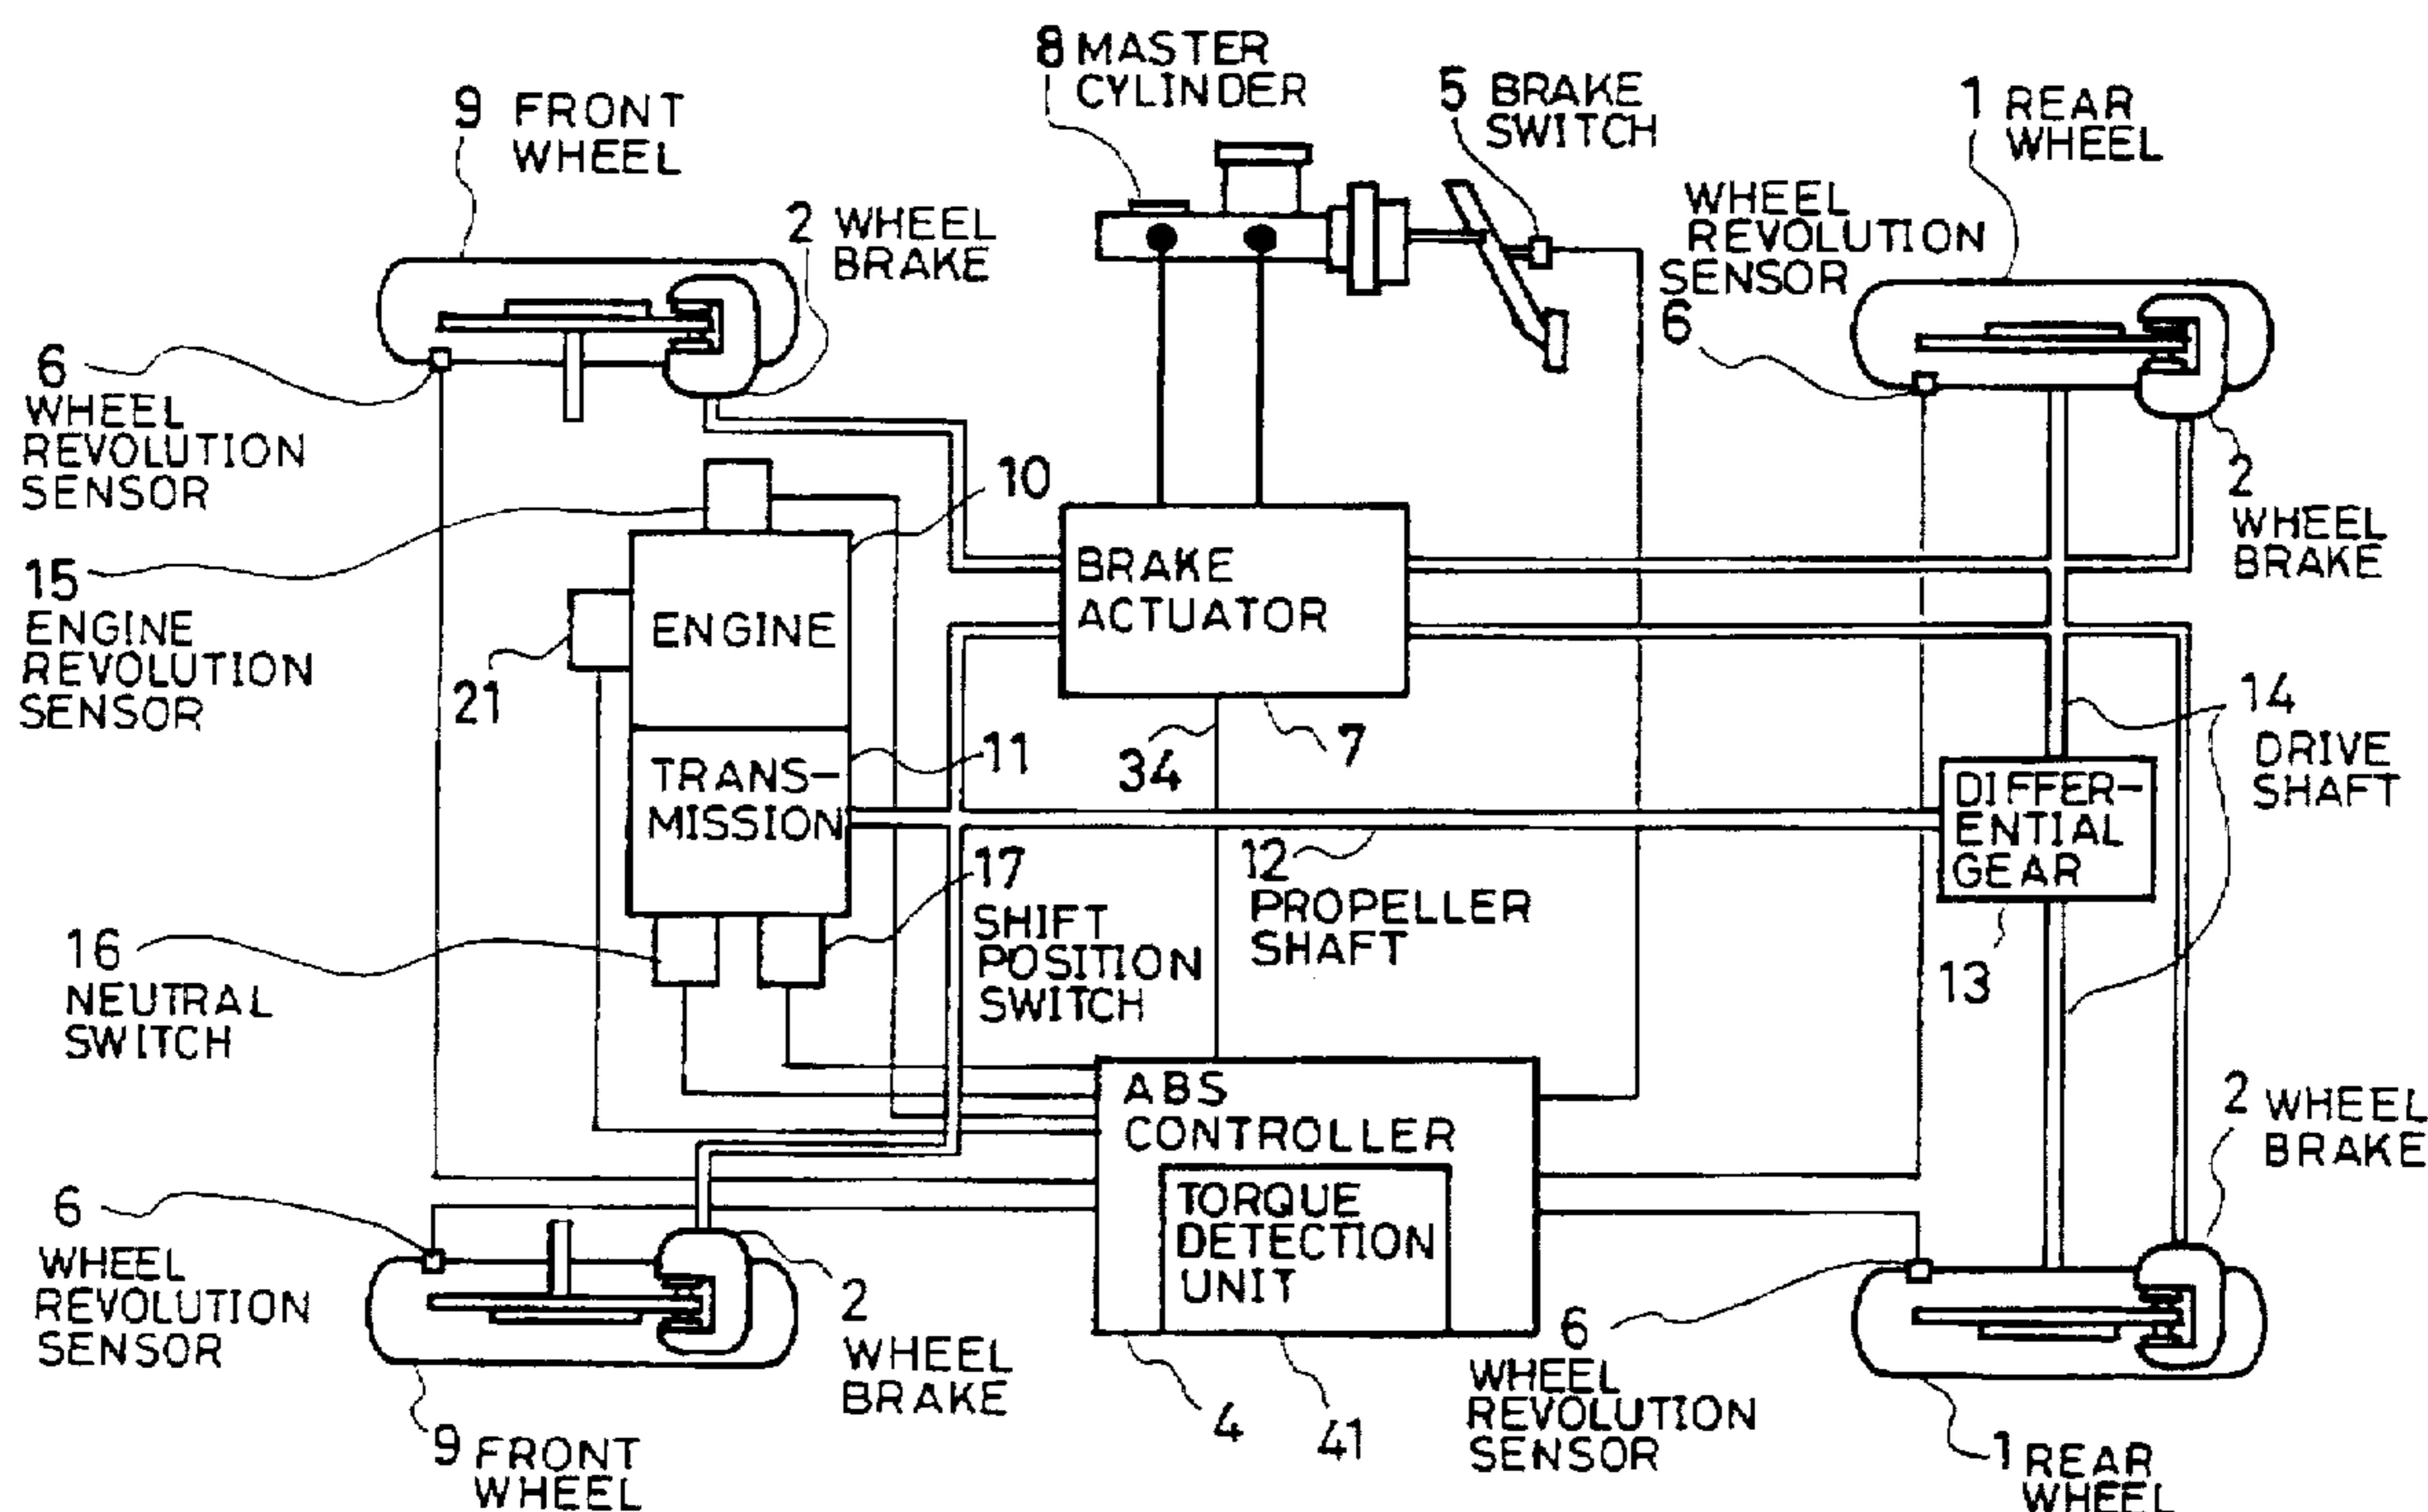 8 MASTER
CYLINDER
9 FRONT
WHEEL
5 BRAKE
SWITCH
1 REAR
WHEEL
2 WHEEL
BRAKE
WHEEL
REVOLUTION
SENSOR
6
6
WHEEL
REVOLUTION
SENSOR
10
2
WHEEL
BRAKE
15
ENGINE
REVOLUTION
SENSOR
21
ENGINE
BRAKE
ACTUATOR
34
7
14
DRIVE
SHAFT
TRANS-
MISSION
11
12
PROPELLER
SHAFT
DIFFER-
ENTIAL
GEAR
13
17
SHIFT
POSITION
SWITCH
16
NEUTRAL
SWITCH
ABS
CONTROLLER
TORQUE
DETECTION
UNIT
2 WHEEL
BRAKE
6
WHEEL
REVOLUTION
SENSOR
2
WHEEL
BRAKE
4
41
6
WHEEL
REVOLUTION
SENSOR
9 FRONT
WHEEL
1 REAR
WHEEL